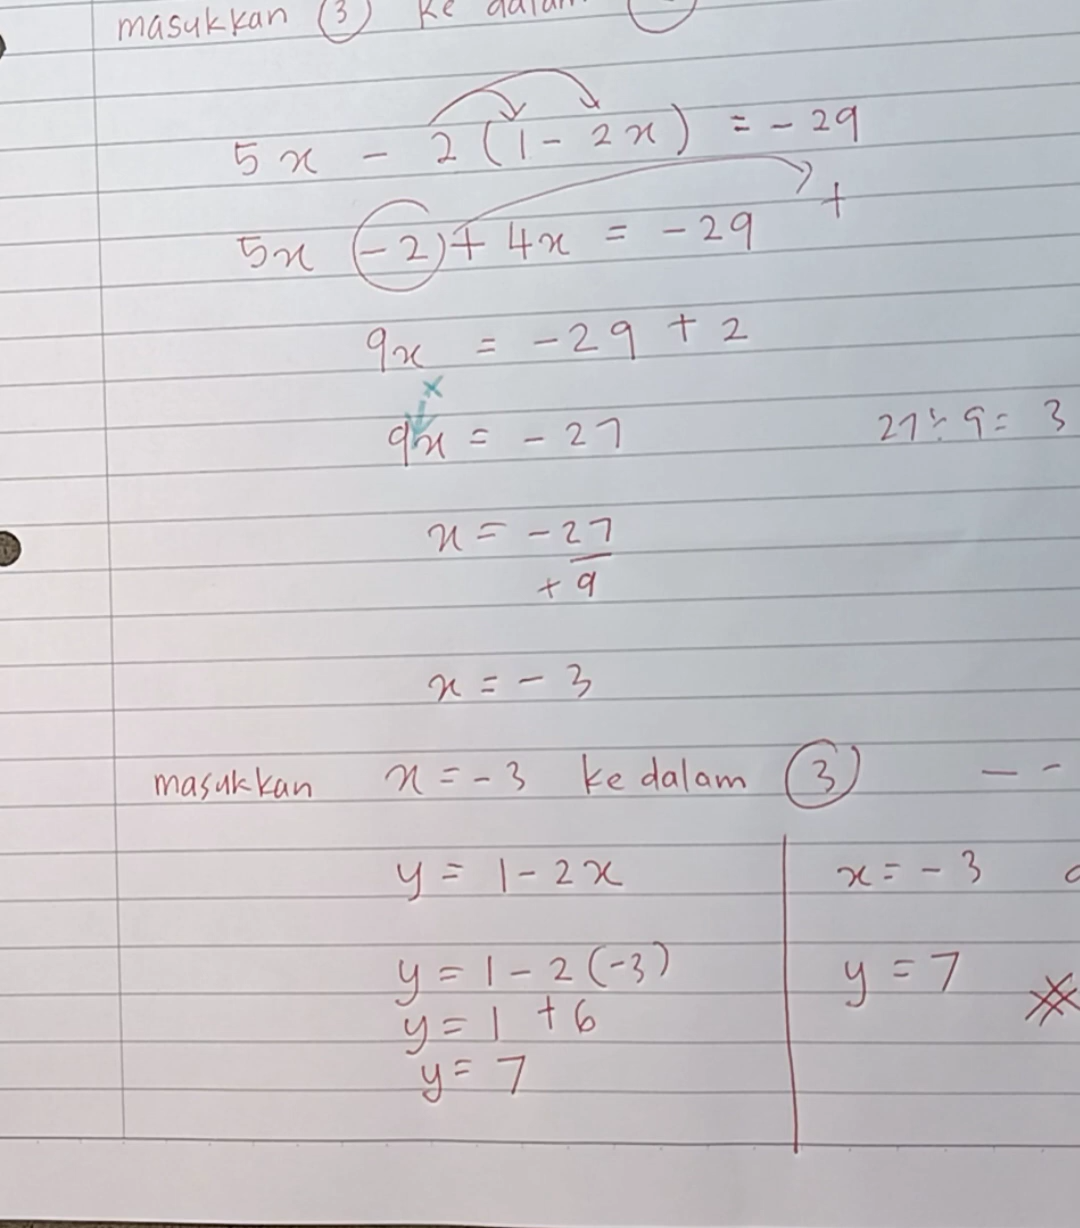 masukkan ③ ke dalam
5x - 2(1 - 2x) = -29
5x -2 + 4x = -29 +
9x = -29 + 2
x
9x = -27 27 ÷ 9 = 3
x = -27
+ 9
x = -3
masukkan x = -3 ke dalam ③ - -
y = 1 - 2x x = -3
y = 1 - 2(-3) y = 7
y = 1 + 6
y = 7